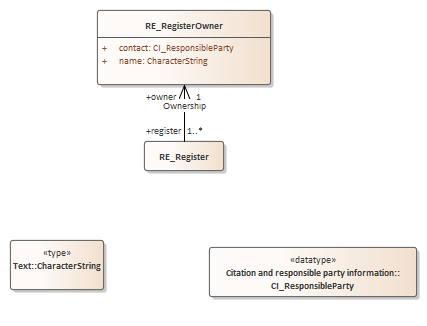 RE_RegisterOwner
+ contact: CI_ResponsibleParty
+ name: CharacterString
+owner 1
Ownership
+register 1..*
RE_Register
«type»
Text::CharacterString
«datatype»
Citation and responsible party information::
CI_ResponsibleParty